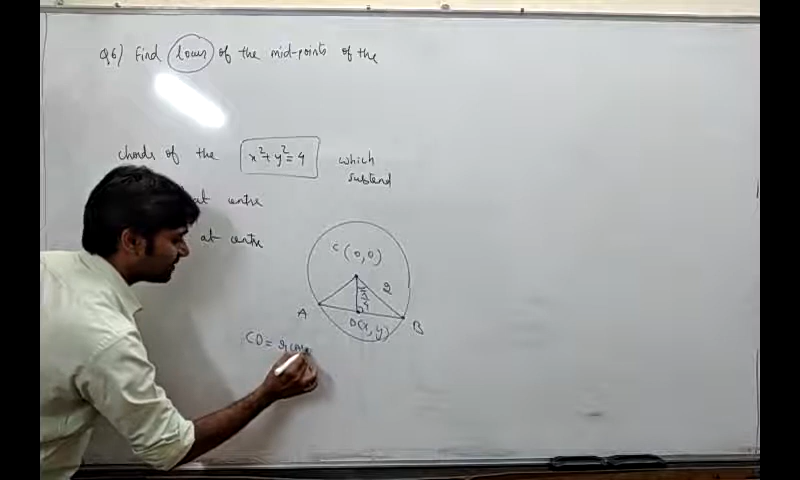 Q6) Find locus of the mid-points of the
chords of the x²+y²=4 which
subtend
at centre
at centre
C (0,0)
2
π/4
A
D(x, y)
B
CD = r cos